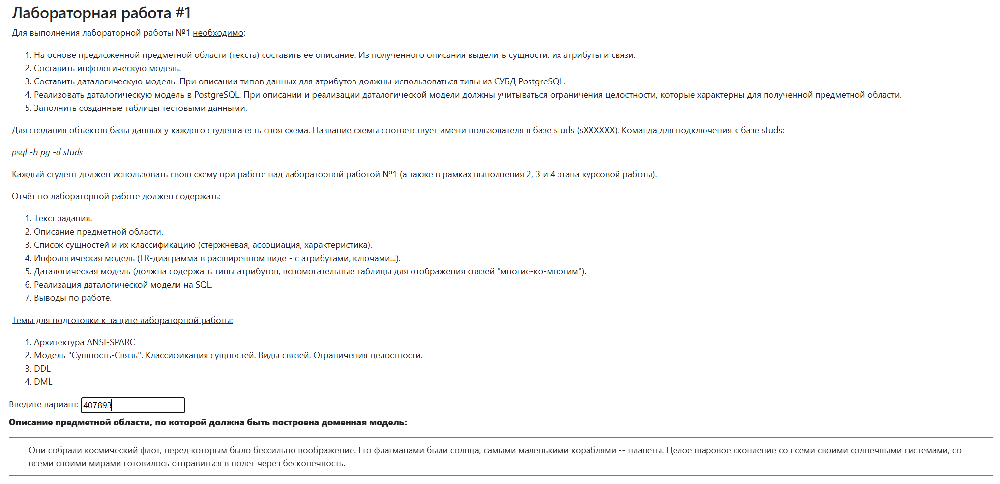 Лабораторная работа #1
Для выполнения лабораторной работы №1 необходимо:
1. На основе предложенной предметной области (текста) составить ее описание. Из полученного описания выделить сущности, их атрибуты и связи.
2. Составить инфологическую модель.
3. Составить даталогическую модель. При описании типов данных для атрибутов должны использоваться типы из СУБД PostgreSQL.
4. Реализовать даталогическую модель в PostgreSQL. При описании и реализации даталогической модели должны учитываться ограничения целостности, которые характерны для полученной предметной области.
5. Заполнить созданные таблицы тестовыми данными.
Для создания объектов базы данных у каждого студента есть своя схема. Название схемы соответствует имени пользователя в базе studs (sXXXXXX). Команда для подключения к базе studs:
psql -h pg -d studs
Каждый студент должен использовать свою схему при работе над лабораторной работой №1 (а также в рамках выполнения 2, 3 и 4 этапа курсовой работы).
Отчёт по лабораторной работе должен содержать:
1. Текст задания.
2. Описание предметной области.
3. Список сущностей и их классификацию (стержневая, ассоциация, характеристика).
4. Инфологическая модель (ER-диаграмма в расширенном виде - с атрибутами, ключами...).
5. Даталогическая модель (должна содержать типы атрибутов, вспомогательные таблицы для отображения связей "многие-ко-многим").
6. Реализация даталогической модели на SQL.
7. Выводы по работе.
Темы для подготовки к защите лабораторной работы:
1. Архитектура ANSI-SPARC
2. Модель "Сущность-Связь". Классификация сущностей. Виды связей. Ограничения целостности.
3. DDL
4. DML
Введите вариант: 407893
Описание предметной области, по которой должна быть построена доменная модель:
Они собрали космический флот, перед которым было бессильно воображение. Его флагманами были солнца, самыми маленькими кораблями -- планеты. Целое шаровое скопление со всеми своими солнечными системами, со
всеми своими мирами готовилось отправиться в полет через бесконечность.